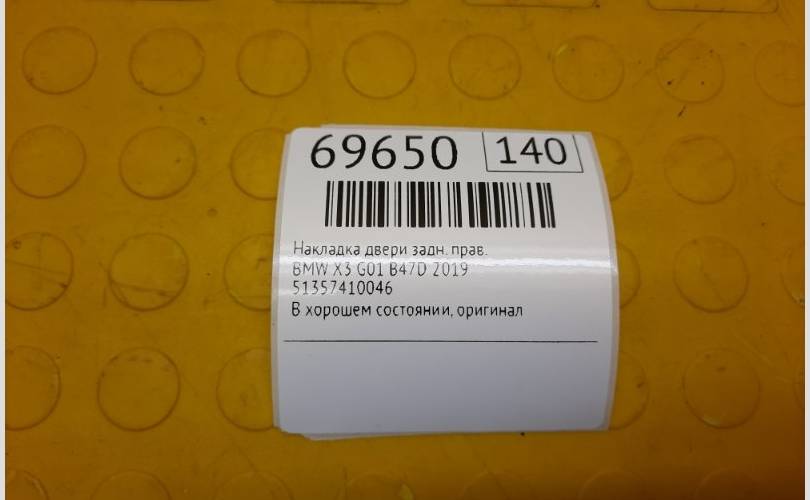 69650 140
Накладка двери задн. прав.
BMW X3 G01 B47D 2019
51357410046
В хорошем состоянии, оригинал